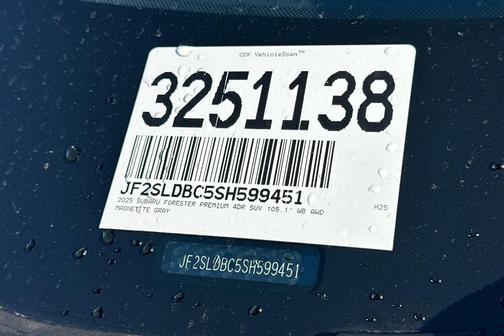 CDK VehicleScan™
3251138
JF2SLDBC5SH599451
2025 SUBARU FORESTER PREMIUM 4DR SUV 105.1" WB AWD
H25
MAGNETITE GRAY
JF2SLDBC5SH599451